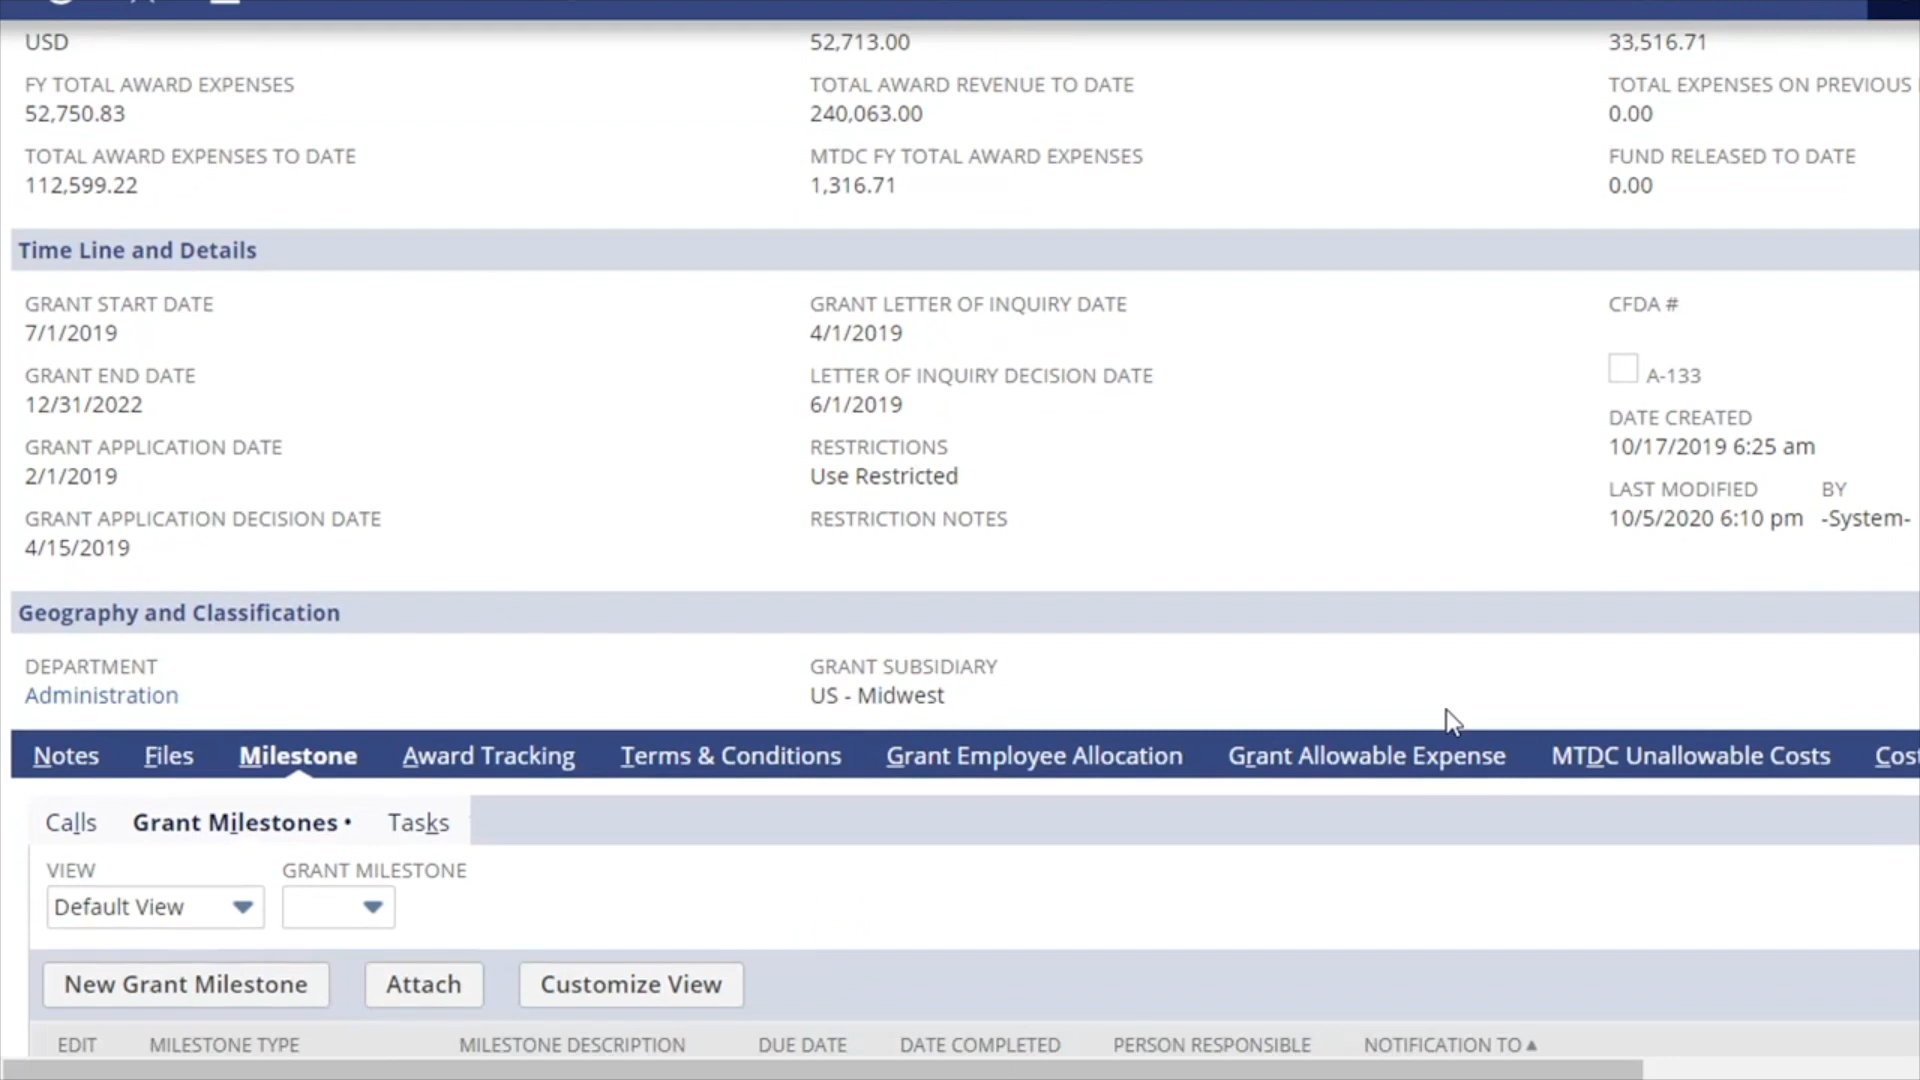 USD 52,713.00 33,516.71
FY TOTAL AWARD EXPENSES TOTAL AWARD REVENUE TO DATE TOTAL EXPENSES ON PREVIOUS
52,750.83 240,063.00 0.00
TOTAL AWARD EXPENSES TO DATE MTDC FY TOTAL AWARD EXPENSES FUND RELEASED TO DATE
112,599.22 1,316.71 0.00
Time Line and Details
GRANT START DATE GRANT LETTER OF INQUIRY DATE CFDA #
7/1/2019 4/1/2019
GRANT END DATE LETTER OF INQUIRY DECISION DATE A-133
12/31/2022 6/1/2019 DATE CREATED
GRANT APPLICATION DATE RESTRICTIONS 10/17/2019 6:25 am
2/1/2019 Use Restricted LAST MODIFIED BY
GRANT APPLICATION DECISION DATE RESTRICTION NOTES 10/5/2020 6:10 pm -System-
4/15/2019
Geography and Classification
DEPARTMENT GRANT SUBSIDIARY
Administration US - Midwest
Notes Files Milestone Award Tracking Terms & Conditions Grant Employee Allocation Grant Allowable Expense MTDC Unallowable Costs Cos
Calls Grant Milestones • Tasks
VIEW GRANT MILESTONE
Default View
New Grant Milestone Attach Customize View
EDIT MILESTONE TYPE MILESTONE DESCRIPTION DUE DATE DATE COMPLETED PERSON RESPONSIBLE NOTIFICATION TO ▲